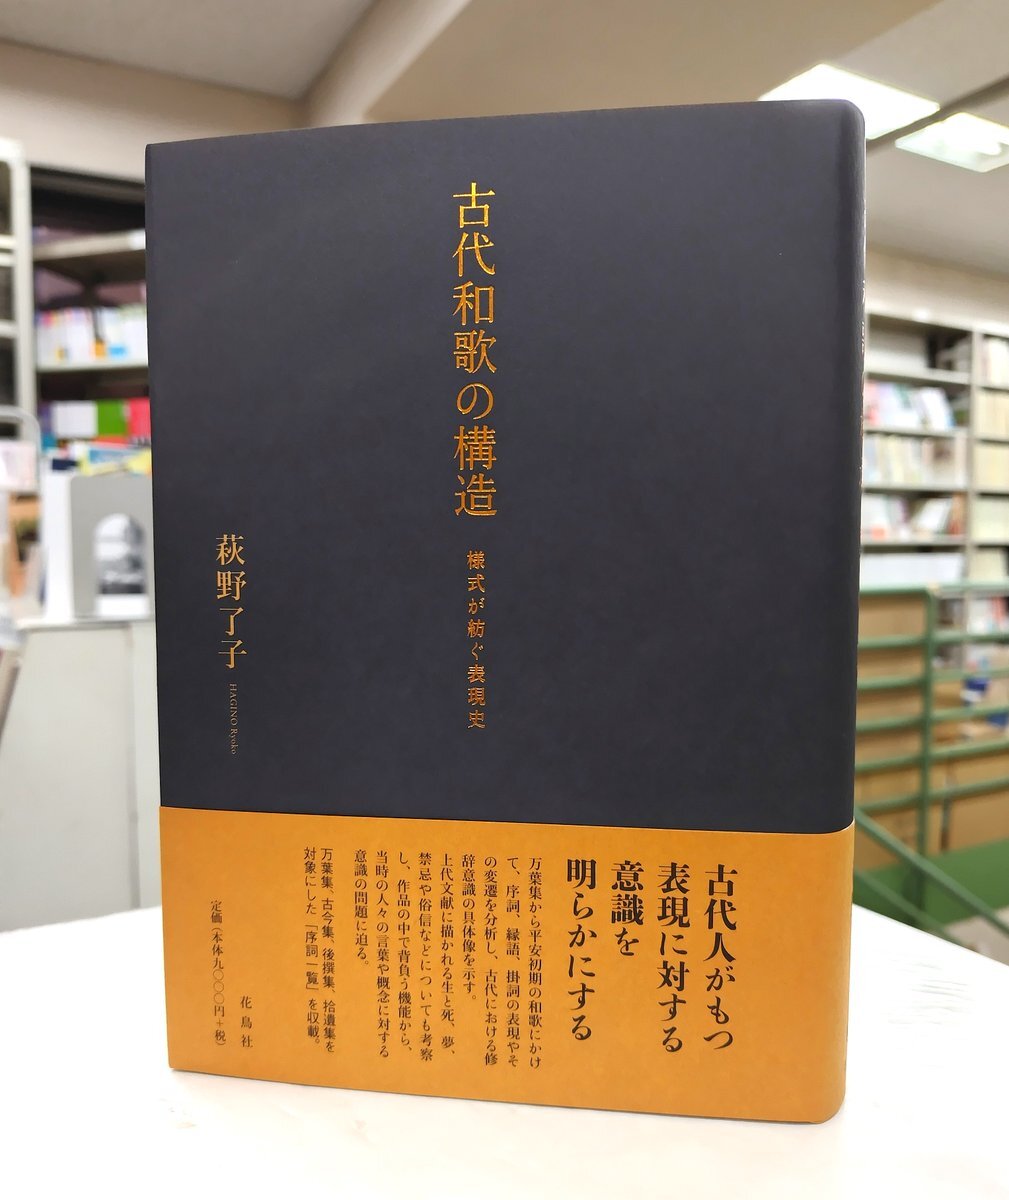 古代和歌の構造
様式が紡ぐ表現史
萩野了子
HAGINO Ryoko
古代人がもつ
表現に対する
意識を
明らかにする
万葉集から平安初期の和歌にかけ
て、序詞、縁語、掛詞の表現やそ
の変遷を分析し、古代における修
辞意識の具体像を示す。
上代文献に描かれる生と死、夢、
禁忌や俗信などについても考察
し、作品の中で背負う機能から、
当時の人々の言葉や概念に対する
意識の問題に迫る。
万葉集、古今集、後撰集、拾遺集を
対象にした「序詞一覧」を収載。
花鳥社
定価(本体九〇〇〇円+税)